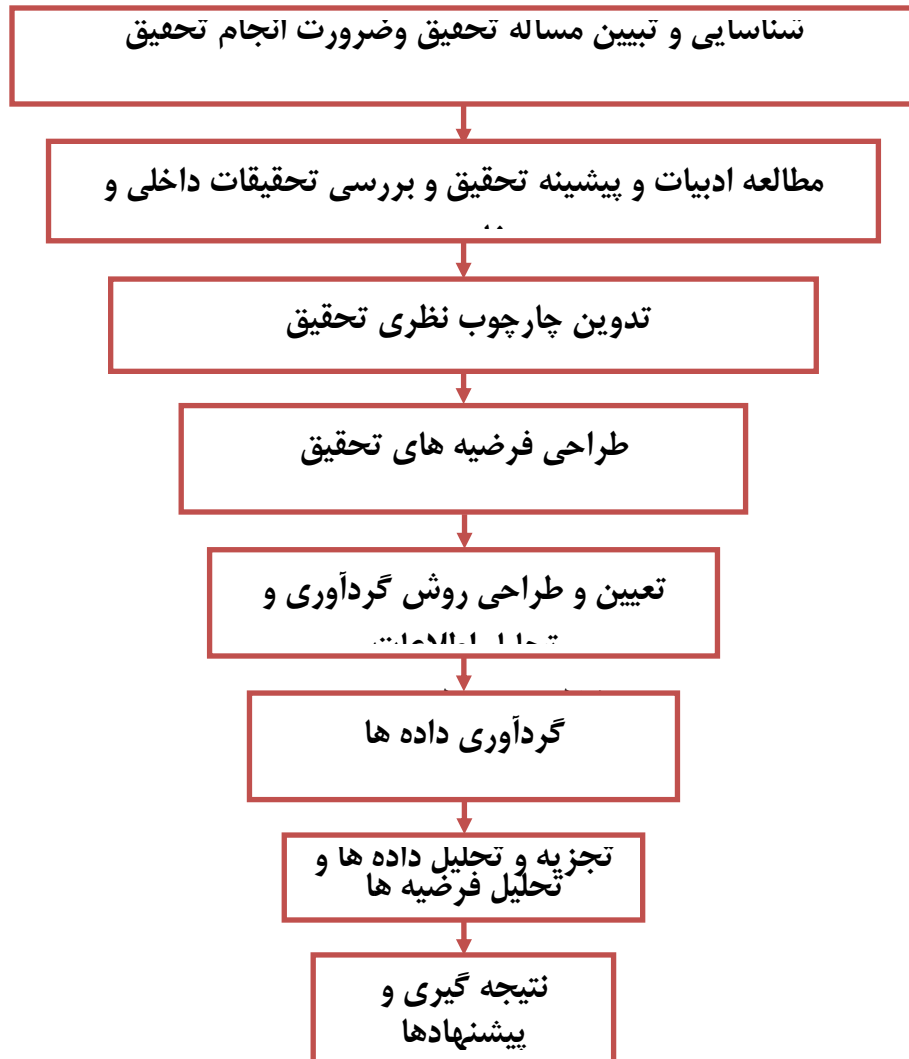 شناسایی و تبیین مساله تحقیق وضرورت انجام تحقیق
مطالعه ادبیات و پیشینه تحقیق و بررسی تحقیقات داخلی و
تدوین چارچوب نظری تحقیق
طراحی فرضیه های تحقیق
تعیین و طراحی روش گردآوری و
تحلیل اطلاعات
گردآوری داده ها
تجزیه و تحلیل داده ها و
تحلیل فرضیه ها
نتیجه گیری و
پیشنهادها